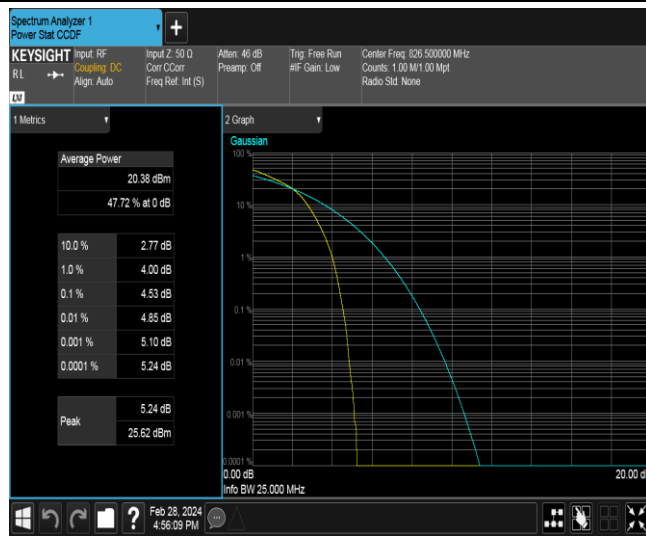 Spectrum Analyzer 1
Power Stat CCDF
KEYSIGHT
RL
Input: RF
Coupling: DC
Align: Auto
Input Z: 50 Ω
Corr CCorr
Freq Ref: Int (S)
Atten: 46 dB
Preamp: Off
Trig: Free Run
#IF Gain: Low
Center Freq: 826.500000 MHz
Counts: 1.00 M/1.00 Mpt
Radio Std: None
1 Metrics
Average Power
20.38 dBm
47.72 % at 0 dB
10.0 % 2.77 dB
1.0 % 4.00 dB
0.1 % 4.53 dB
0.01 % 4.85 dB
0.001 % 5.10 dB
0.0001 % 5.24 dB
Peak
5.24 dB
25.62 dBm
2 Graph
Gaussian
100 %
10 %
1 %
0.1 %
0.01 %
0.001 %
0.0001 %
0.00 dB
20.00 d
Info BW 25.000 MHz
?
Feb 28, 2024
4:56:09 PM